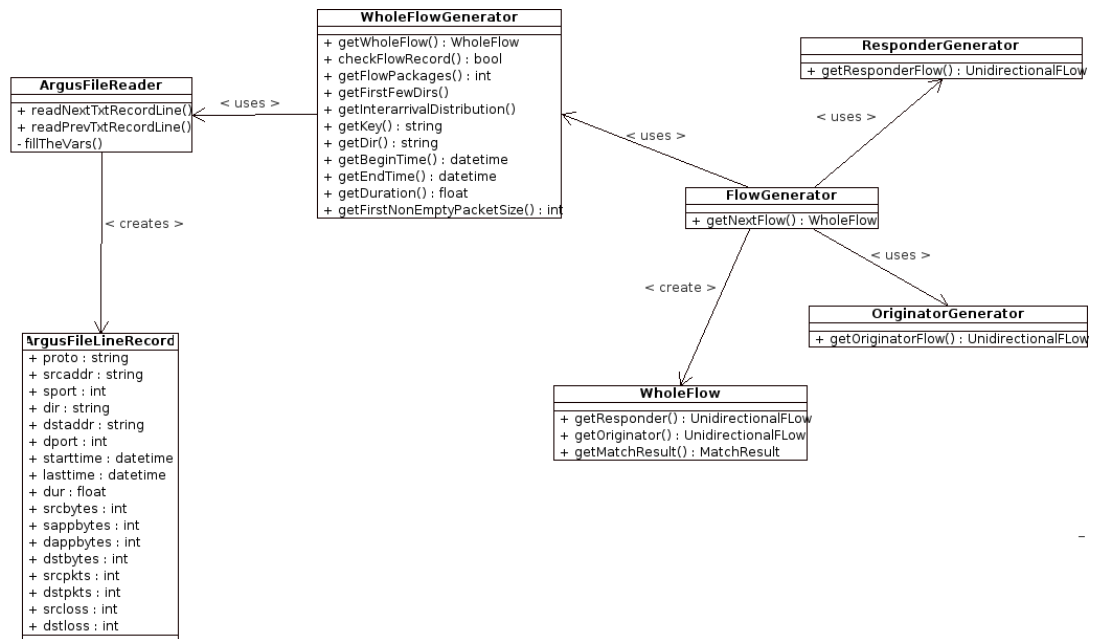 WholeFlowGenerator
+ getWholeFlow() : WholeFlow
+ checkFlowRecord() : bool
+ getFlowPackages() : int
+ getFirstFewDirs()
+ getInterarrivalDistribution()
+ getKey() : string
+ getDir() : string
+ getBeginTime() : datetime
+ getEndTime() : datetime
+ getDuration() : float
+ getFirstNonEmptyPacketSize() : int
ResponderGenerator
+ getResponderFlow() : UnidirectionalFLow
ArgusFileReader
+ readNextTxtRecordLine()
+ readPrevTxtRecordLine()
- fillTheVars()
< uses >
< uses >
< uses >
FlowGenerator
+ getNextFlow() : WholeFlow
< creates >
< uses >
< create >
OriginatorGenerator
+ getOriginatorFlow() : UnidirectionalFLow
ArgusFileLineRecord
+ proto : string
+ srcaddr : string
+ sport : int
+ dir : string
+ dstaddr : string
+ dport : int
+ starttime : datetime
+ lasttime : datetime
+ dur : float
+ srcbytes : int
+ sappbytes : int
+ dappbytes : int
+ dstbytes : int
+ srcpkts : int
+ dstpkts : int
+ srcloss : int
+ dstloss : int
WholeFlow
+ getResponder() : UnidirectionalFLow
+ getOriginator() : UnidirectionalFLow
+ getMatchResult() : MatchResult